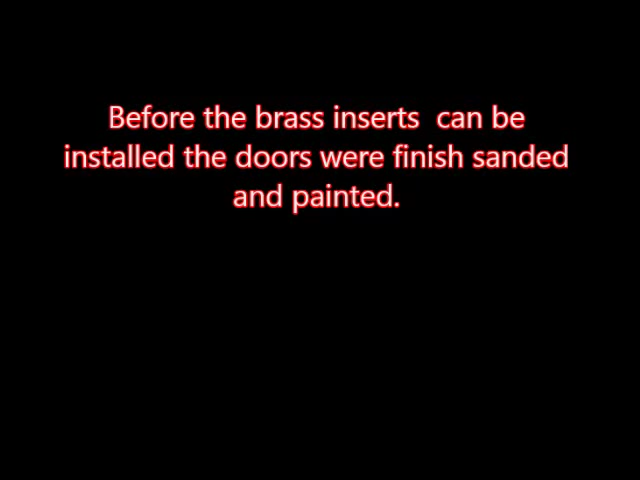 Before the brass inserts  can be
installed the doors were finish sanded
and painted.